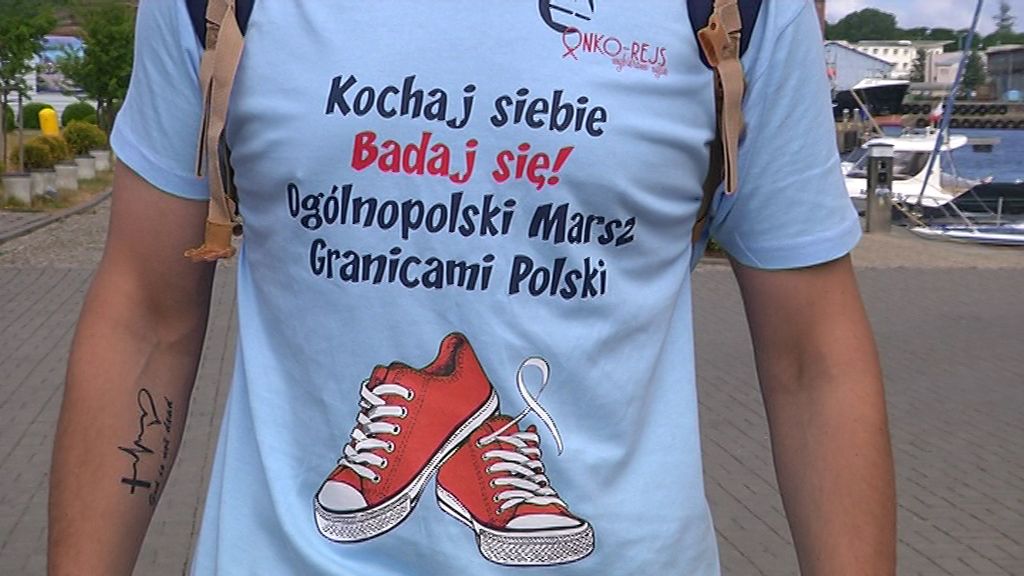 ONKO-REJS
Kochaj siebie
Badaj się!
Ogólnopolski Marsz
Granicami Polski